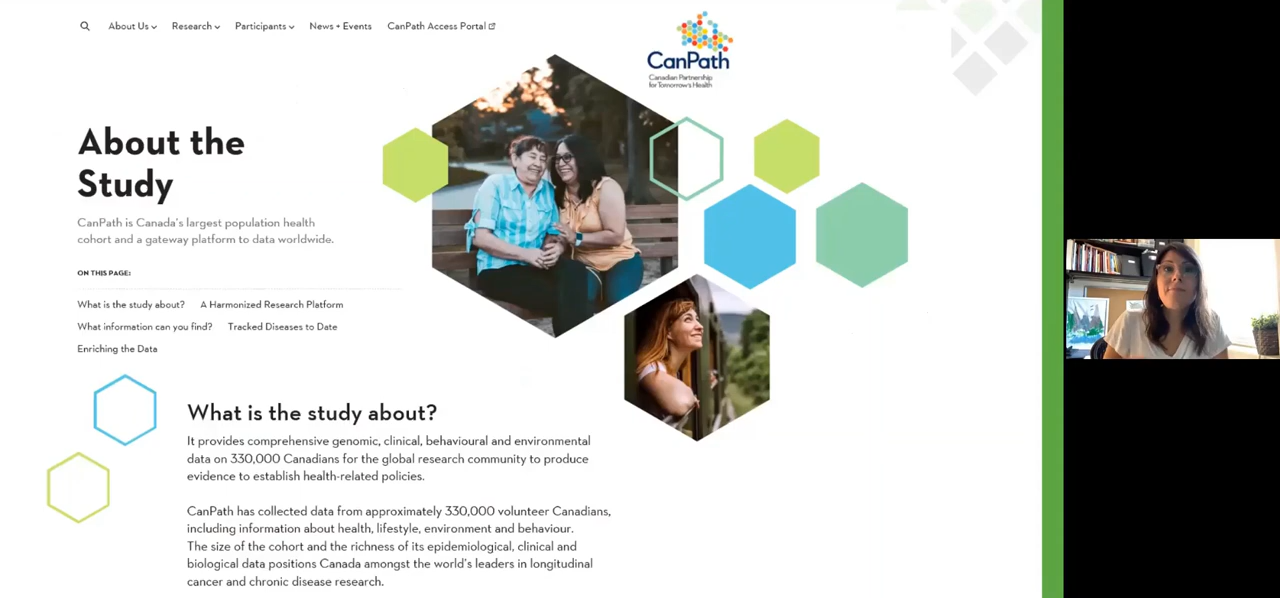 About Us
Research
Participants
News + Events
CanPath Access Portal
CanPath
Canadian Partnership
for Tomorrow's Health
About the
Study
CanPath is Canada's largest population health
cohort and a gateway platform to data worldwide.
ON THIS PAGE:
What is the study about? A Harmonized Research Platform
What information can you find? Tracked Diseases to Date
Enriching the Data
What is the study about?
It provides comprehensive genomic, clinical, behavioural and environmental
data on 330,000 Canadians for the global research community to produce
evidence to establish health-related policies.
CanPath has collected data from approximately 330,000 volunteer Canadians,
including information about health, lifestyle, environment and behaviour.
The size of the cohort and the richness of its epidemiological, clinical and
biological data positions Canada amongst the world's leaders in longitudinal
cancer and chronic disease research.